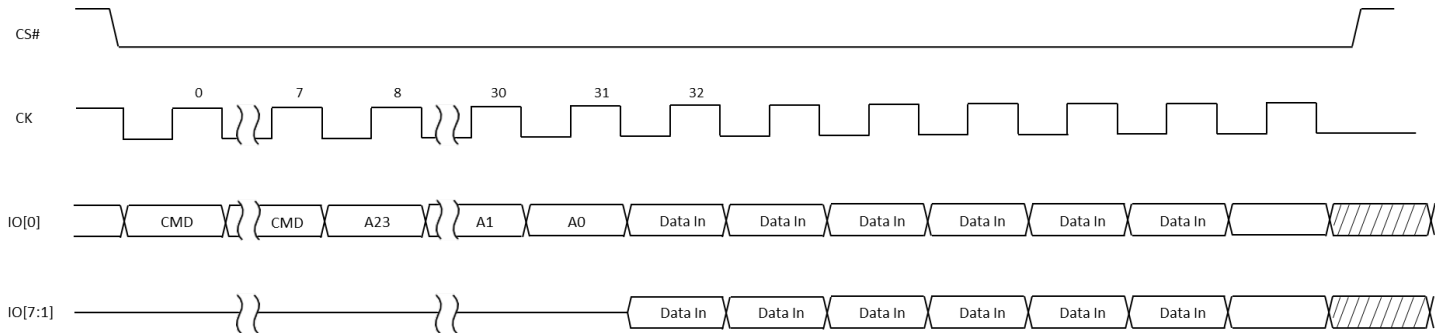 CS#
0 7 8 30 31 32
CK
IO[0] CMD CMD A23 A1 A0 Data In Data In Data In Data In Data In Data In
IO[7:1] Data In Data In Data In Data In Data In Data In